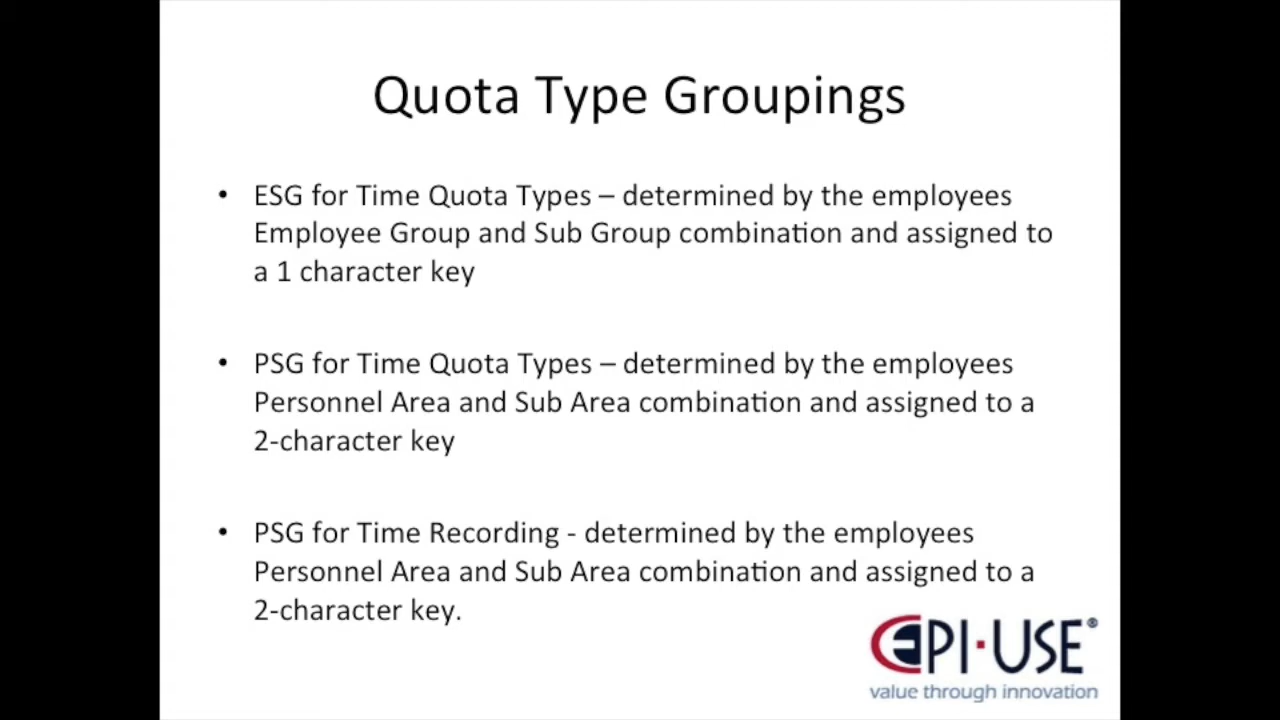 Quota Type Groupings
• ESG for Time Quota Types – determined by the employees
Employee Group and Sub Group combination and assigned to
a 1 character key
• PSG for Time Quota Types – determined by the employees
Personnel Area and Sub Area combination and assigned to a
2-character key
• PSG for Time Recording - determined by the employees
Personnel Area and Sub Area combination and assigned to a
2-character key.
EPI·USE®
value through innovation